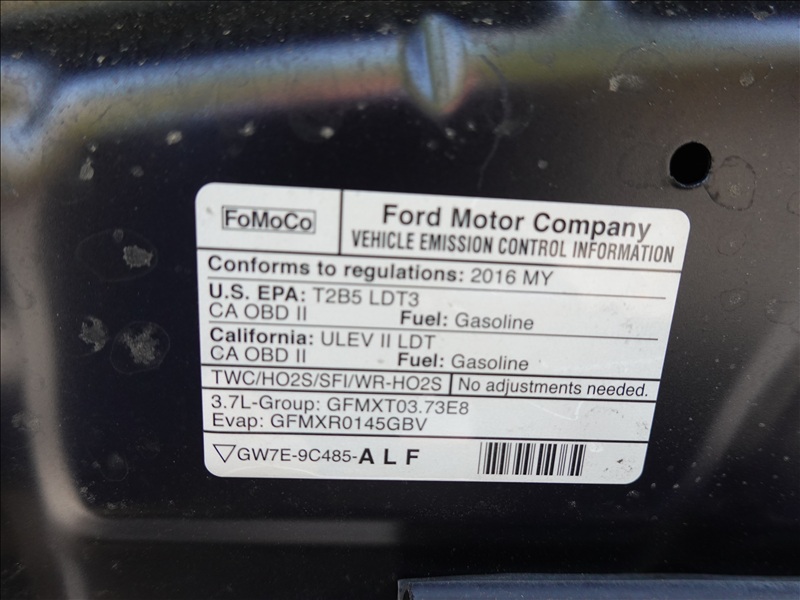 FoMoCo
Ford Motor Company
VEHICLE EMISSION CONTROL INFORMATION
Conforms to regulations: 2016 MY
U.S. EPA: T2B5 LDT3
CA OBD II Fuel: Gasoline
California: ULEV II LDT
CA OBD II Fuel: Gasoline
TWC/HO2S/SFI/WR-HO2S No adjustments needed.
3.7L-Group: GFMXT03.73E8
Evap: GFMXR0145GBV
GW7E-9C485-A L F